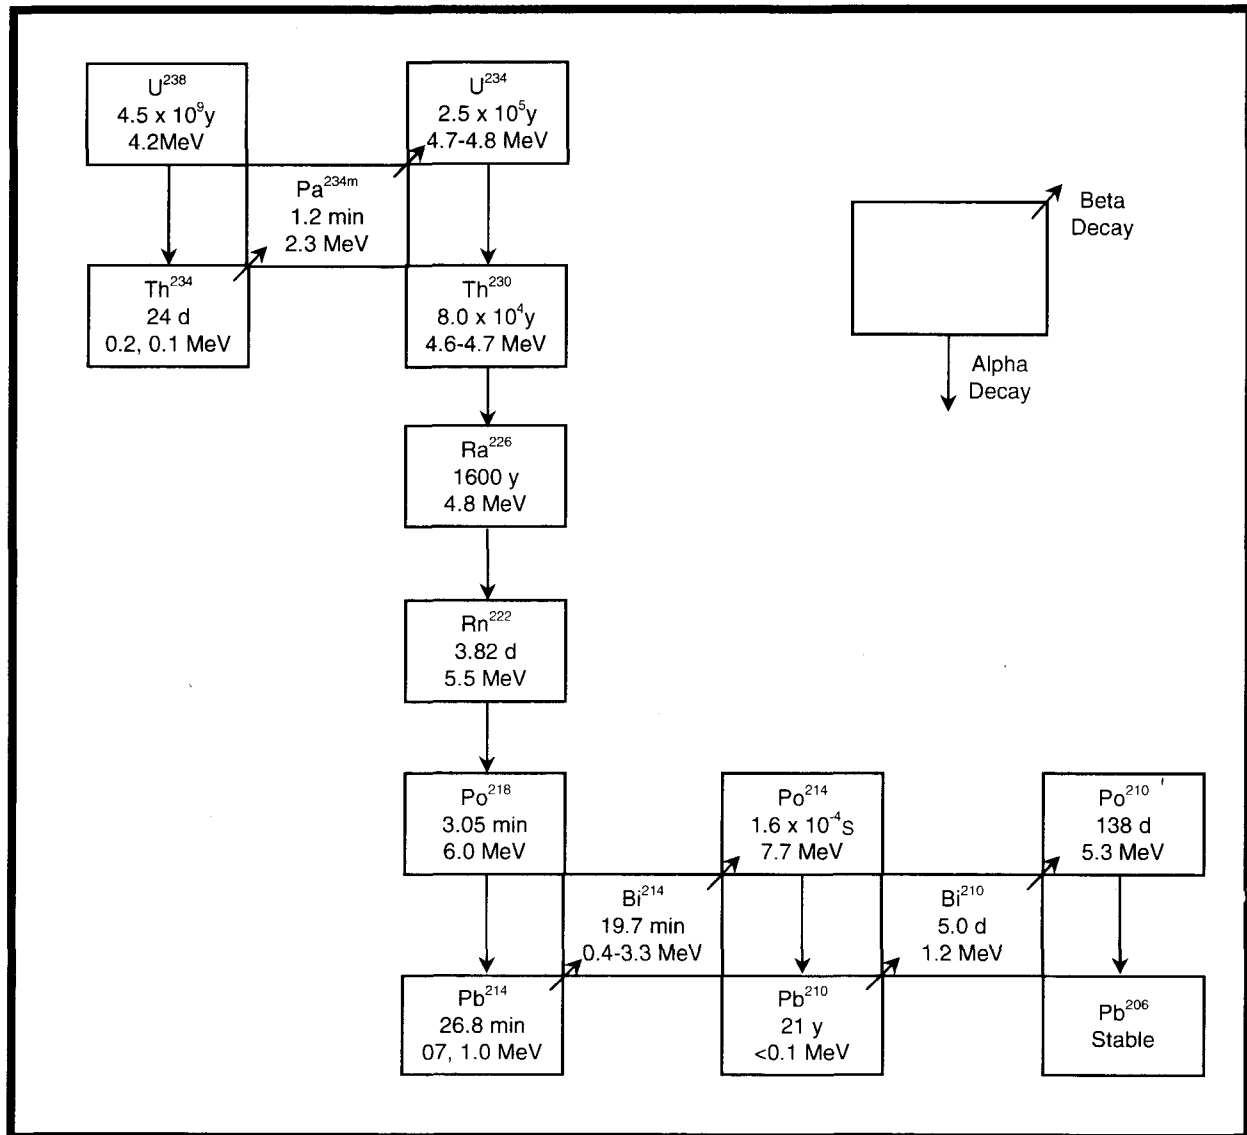 U²³⁸
4.5 x 10⁹y
4.2MeV
U²³⁴
2.5 x 10⁵y
4.7-4.8 MeV
Pa²³⁴ᵐ
1.2 min
2.3 MeV
Th²³⁴
24 d
0.2, 0.1 MeV
Th²³⁰
8.0 x 10⁴y
4.6-4.7 MeV
Beta
Decay
Alpha
Decay
Ra²²⁶
1600 y
4.8 MeV
Rn²²²
3.82 d
5.5 MeV
Po²¹⁸
3.05 min
6.0 MeV
Po²¹⁴
1.6 x 10⁻⁴S
7.7 MeV
Po²¹⁰
138 d
5.3 MeV
Bi²¹⁴
19.7 min
0.4-3.3 MeV
Bi²¹⁰
5.0 d
1.2 MeV
Pb²¹⁴
26.8 min
07, 1.0 MeV
Pb²¹⁰
21 y
<0.1 MeV
Pb²⁰⁶
Stable